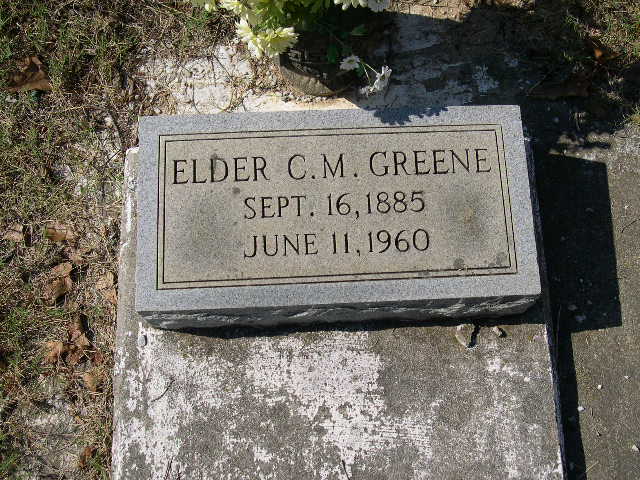 ELDER C.M. GREENE
SEPT. 16, 1885
JUNE 11, 1960